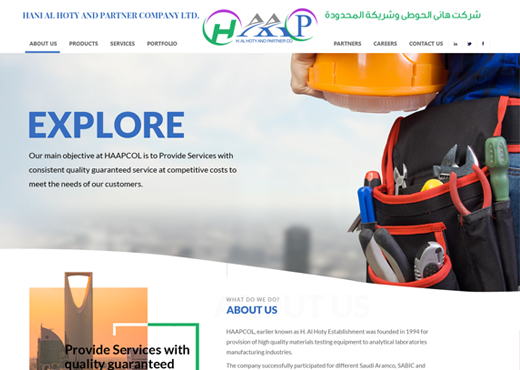 HANI AL HOTY AND PARTNER COMPANY LTD.
HAAP
H. AL HOTY AND PARTNER CO
شركت هانى الحوطي وشريكة المحدودة
ABOUT US PRODUCTS SERVICES PORTFOLIO
PARTNERS CAREERS CONTACT US
EXPLORE
Our main objective at HAAPCOL is to Provide Services with
consistent quality guaranteed service at competitive costs to
meet the needs of our customers.
Provide Services with
quality guaranteed
ABOUT US
WHAT DO WE DO?
ABOUT US
HAAPCOL, earlier known as H. Al Hoty Establishment was founded in 1994 for
provision of high quality materials testing equipment to analytical laboratories
manufacturing industries.
The company successfully participated for different Saudi Aramco, SABIC and